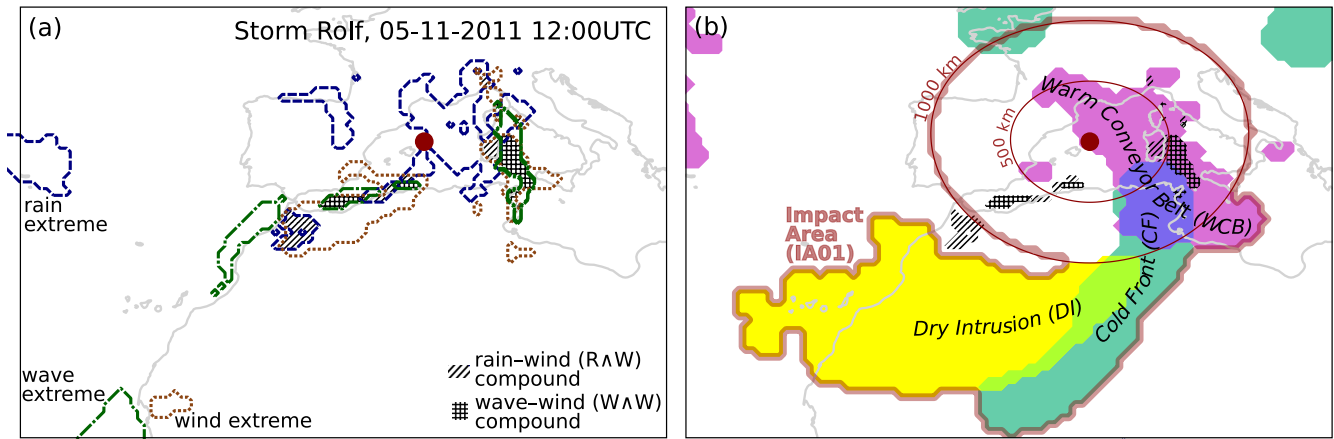 (a)
Storm Rolf, 05-11-2011 12:00UTC
rain
extreme
wave
extreme
wind extreme
rain–wind (R∧W)
compound
wave–wind (W∧W)
compound
(b)
1000 km
500 km
Warm Conveyor Belt (WCB)
Impact
Area
(IA01)
Dry Intrusion (DI)
Cold Front (CF)